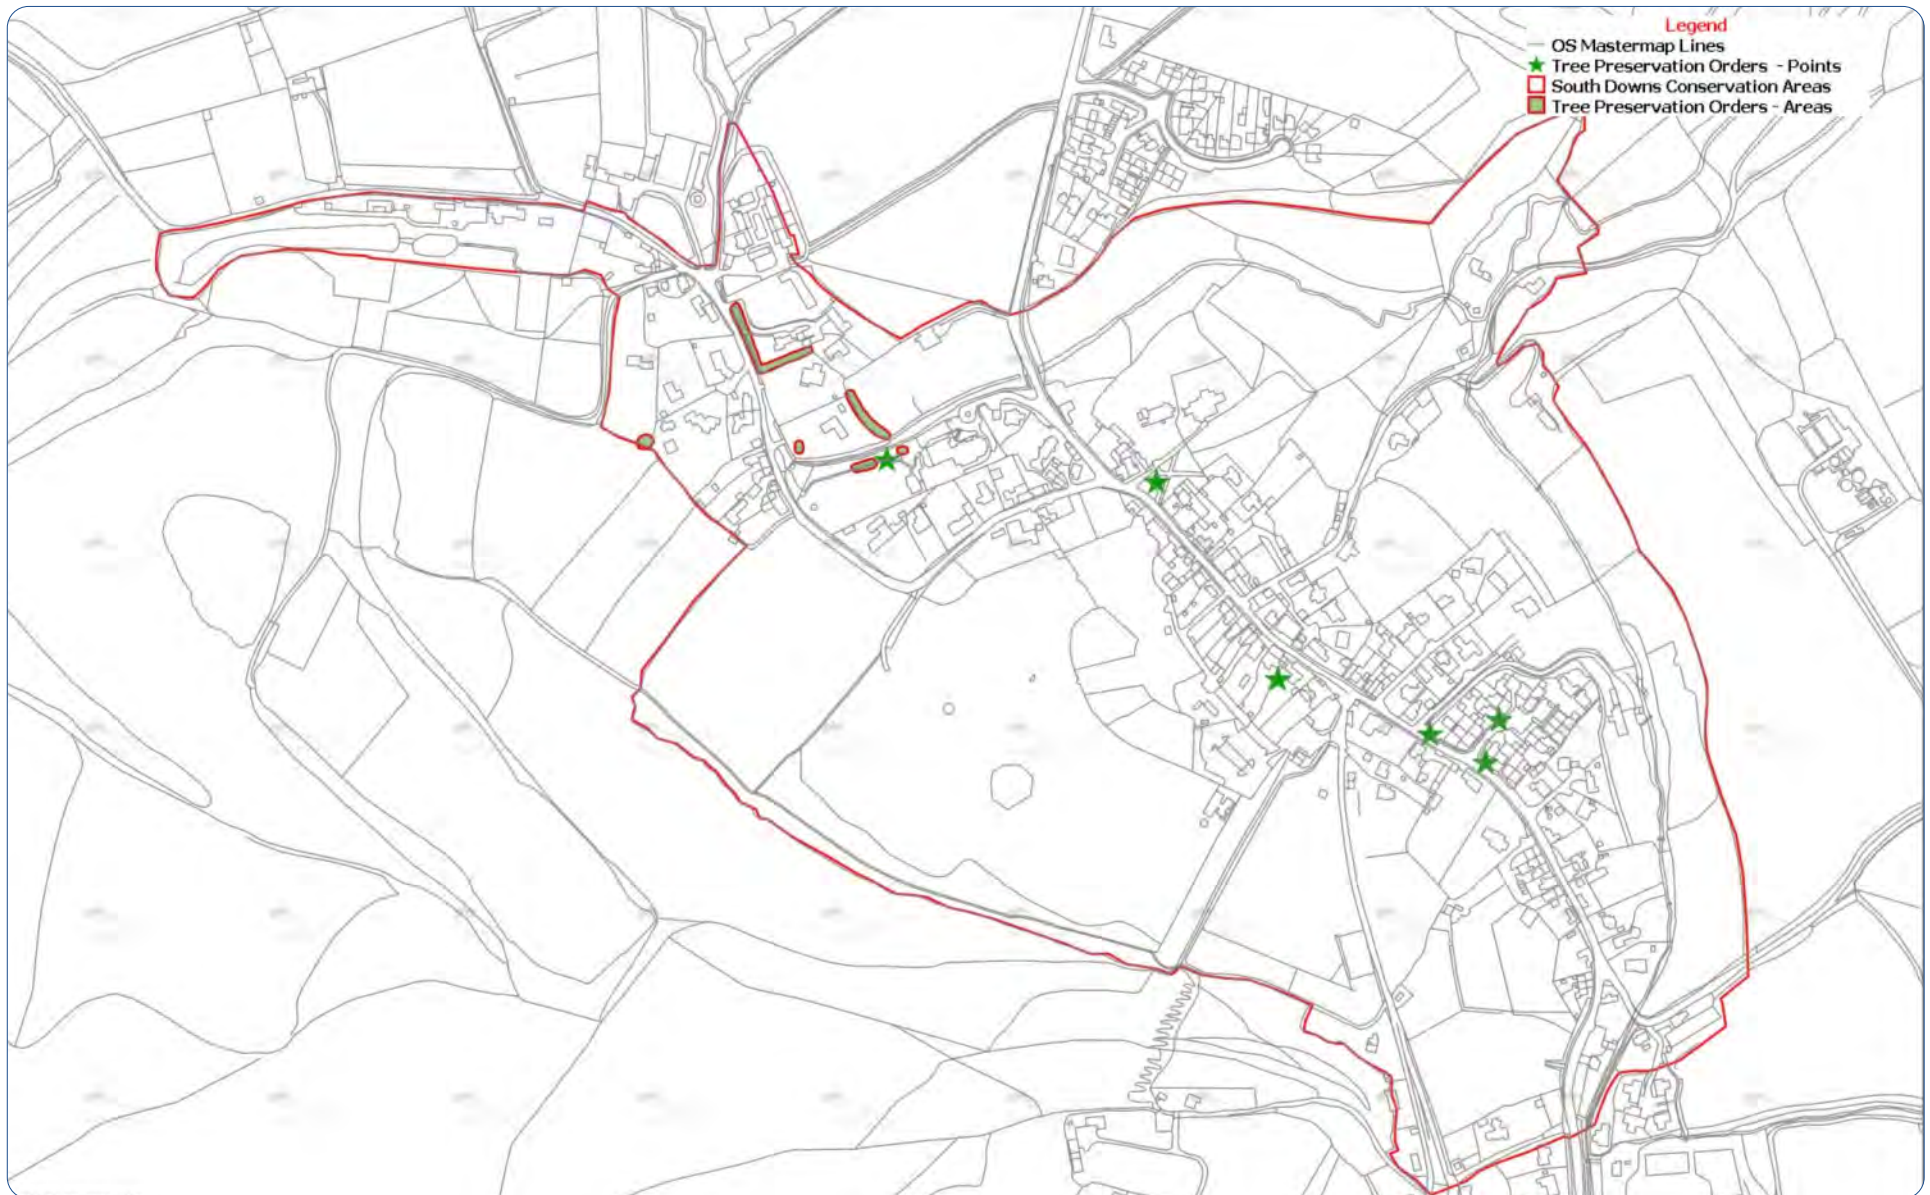 Legend
OS Mastermap Lines
Tree Preservation Orders - Points
South Downs Conservation Areas
Tree Preservation Orders - Areas